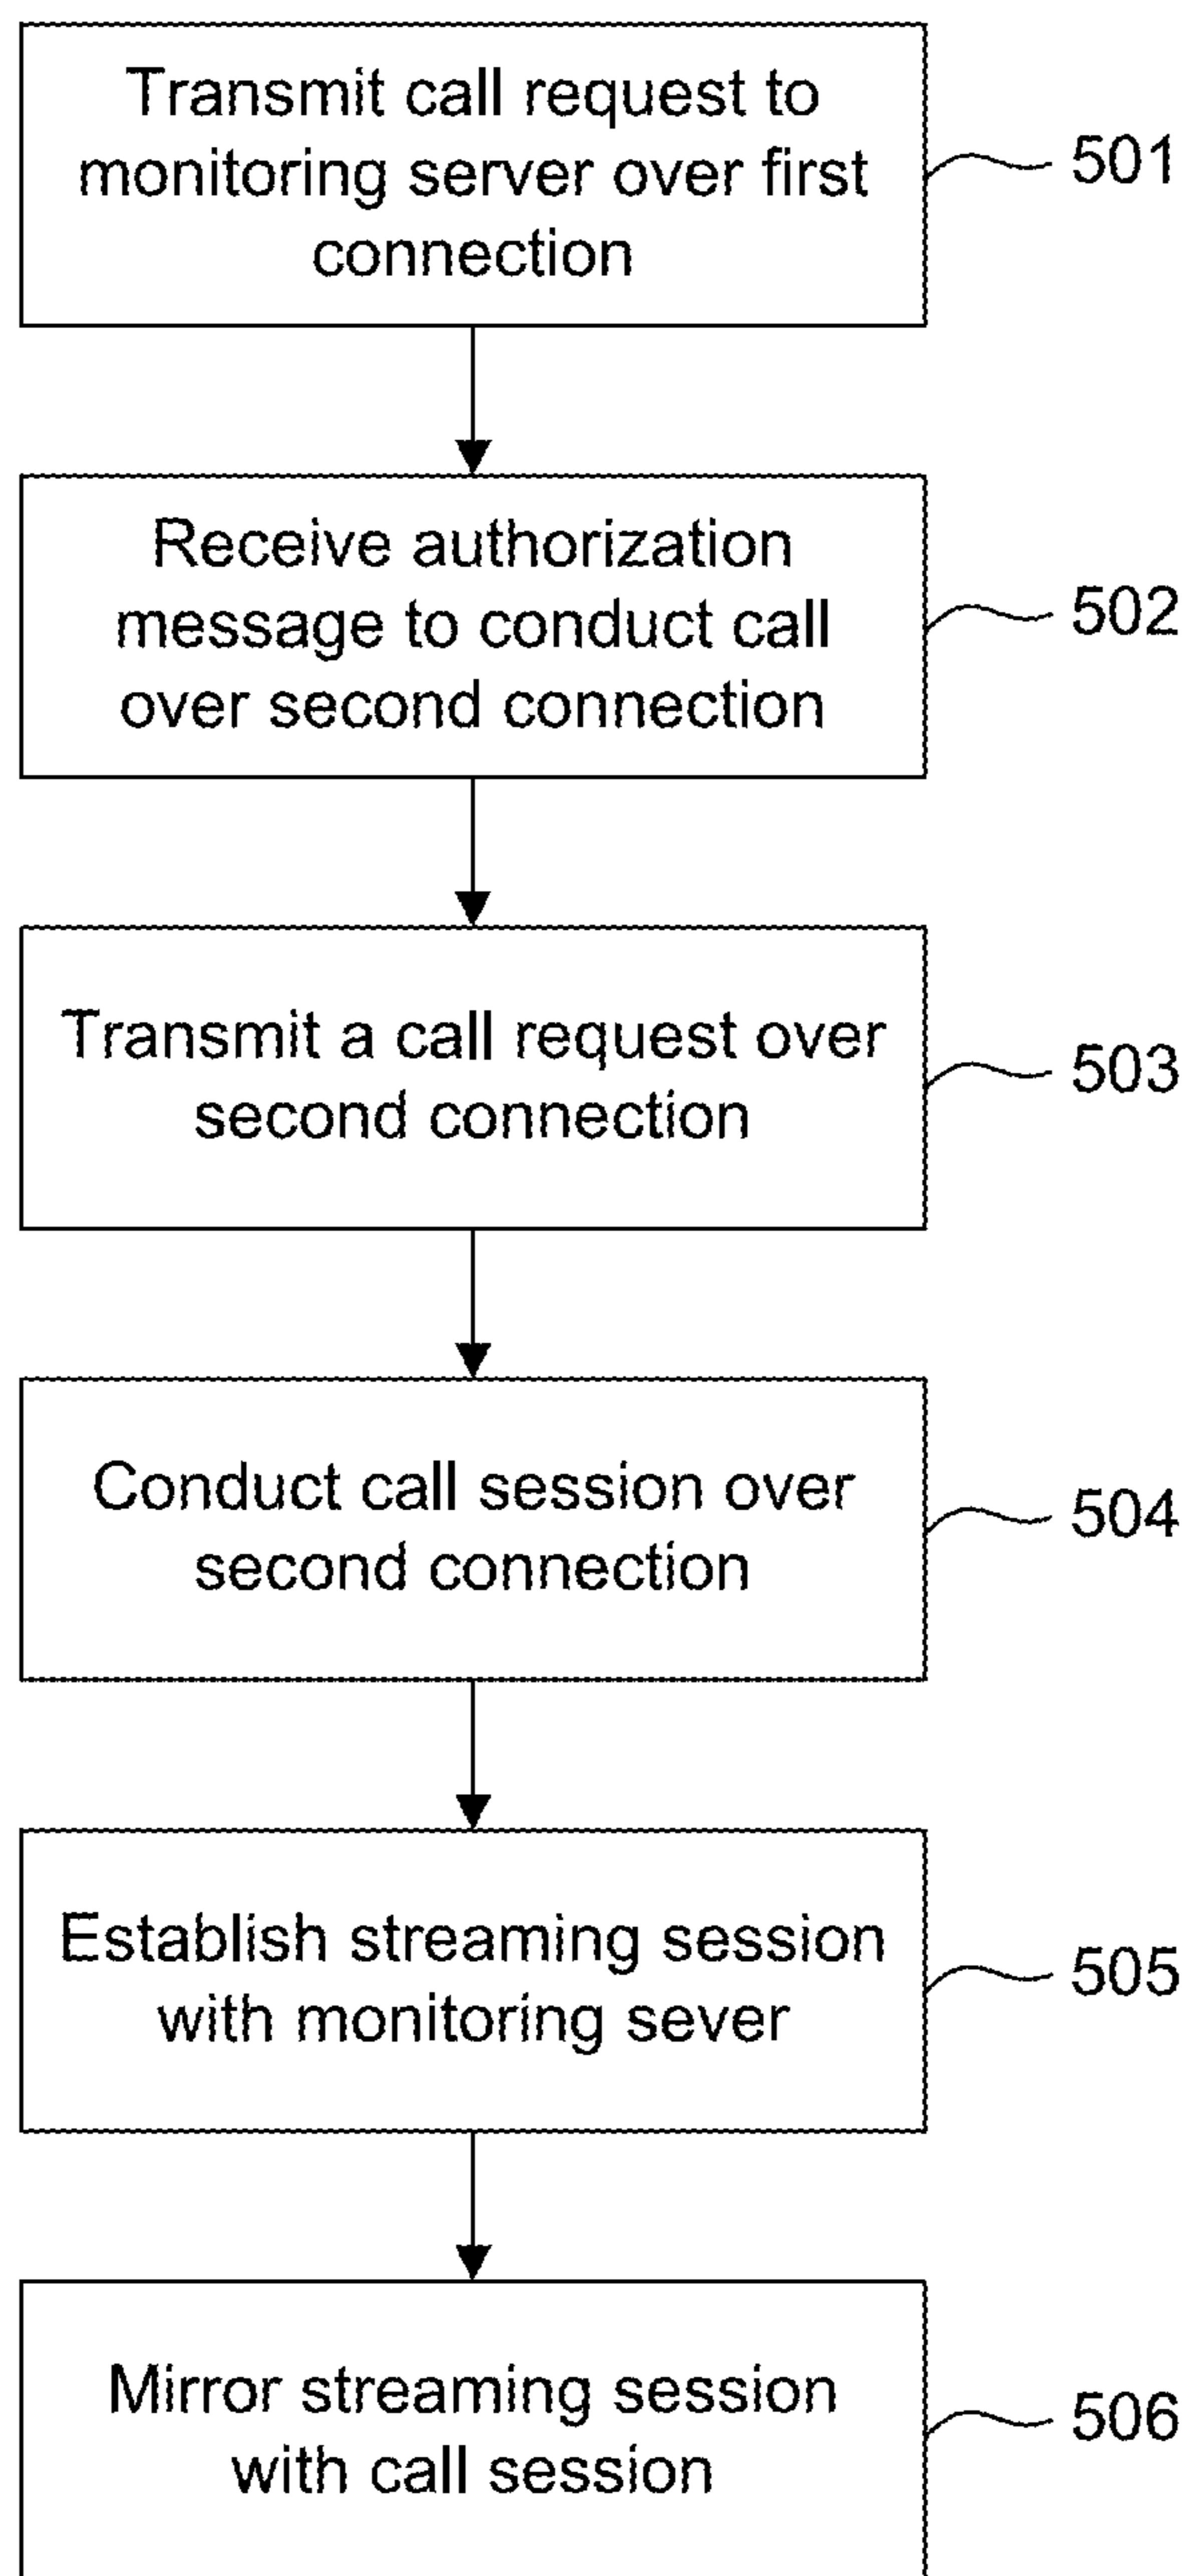 Transmit call request to
monitoring server over first
connection
501
Receive authorization
message to conduct call
over second connection
502
Transmit a call request over
second connection
503
Conduct call session over
second connection
504
Establish streaming session
with monitoring sever
505
Mirror streaming session
with call session
506